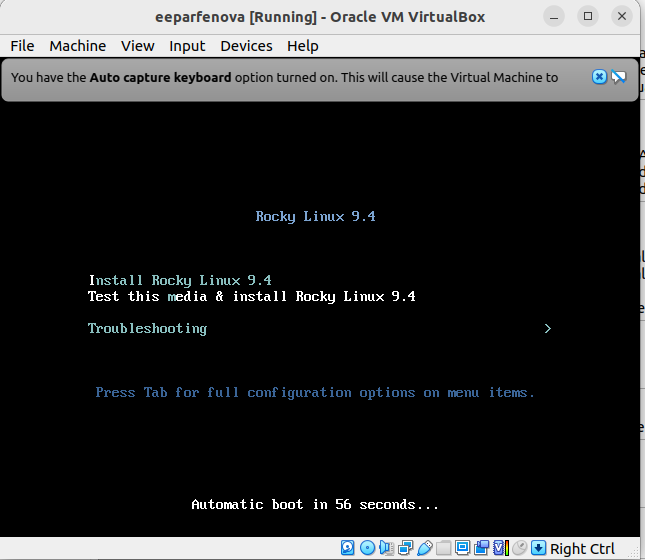 eeparfenova [Running] - Oracle VM VirtualBox
File Machine View Input Devices Help
You have the Auto capture keyboard option turned on. This will cause the Virtual Machine to
Rocky Linux 9.4
Install Rocky Linux 9.4
Test this media & install Rocky Linux 9.4
Troubleshooting >
Press Tab for full configuration options on menu items.
Automatic boot in 56 seconds...
Right Ctrl